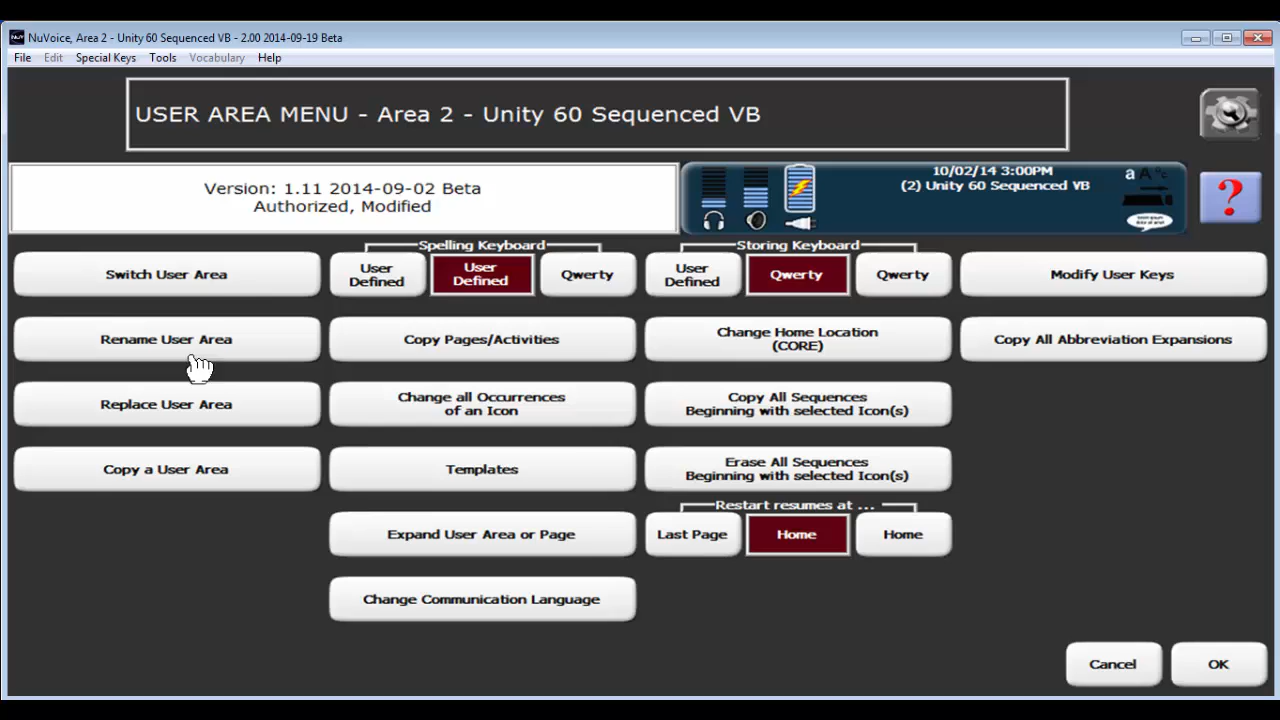 NuVoice, Area 2 - Unity 60 Sequenced VB - 2.00 2014-09-19 Beta
File Edit Special Keys Tools Vocabulary Help
USER AREA MENU - Area 2 - Unity 60 Sequenced VB
Version: 1.11 2014-09-02 Beta
Authorized, Modified
10/02/14 3:00PM
(2) Unity 60 Sequenced VB
a A °c
?
Spelling Keyboard
Storing Keyboard
Switch User Area
User
Defined
User
Defined
Qwerty
User
Defined
Qwerty
Qwerty
Modify User Keys
Rename User Area
Copy Pages/Activities
Change Home Location
(CORE)
Copy All Abbreviation Expansions
Replace User Area
Change all Occurrences
of an Icon
Copy All Sequences
Beginning with selected Icon(s)
Copy a User Area
Templates
Erase All Sequences
Beginning with selected Icon(s)
Restart resumes at ...
Expand User Area or Page
Last Page
Home
Home
Change Communication Language
Cancel
OK